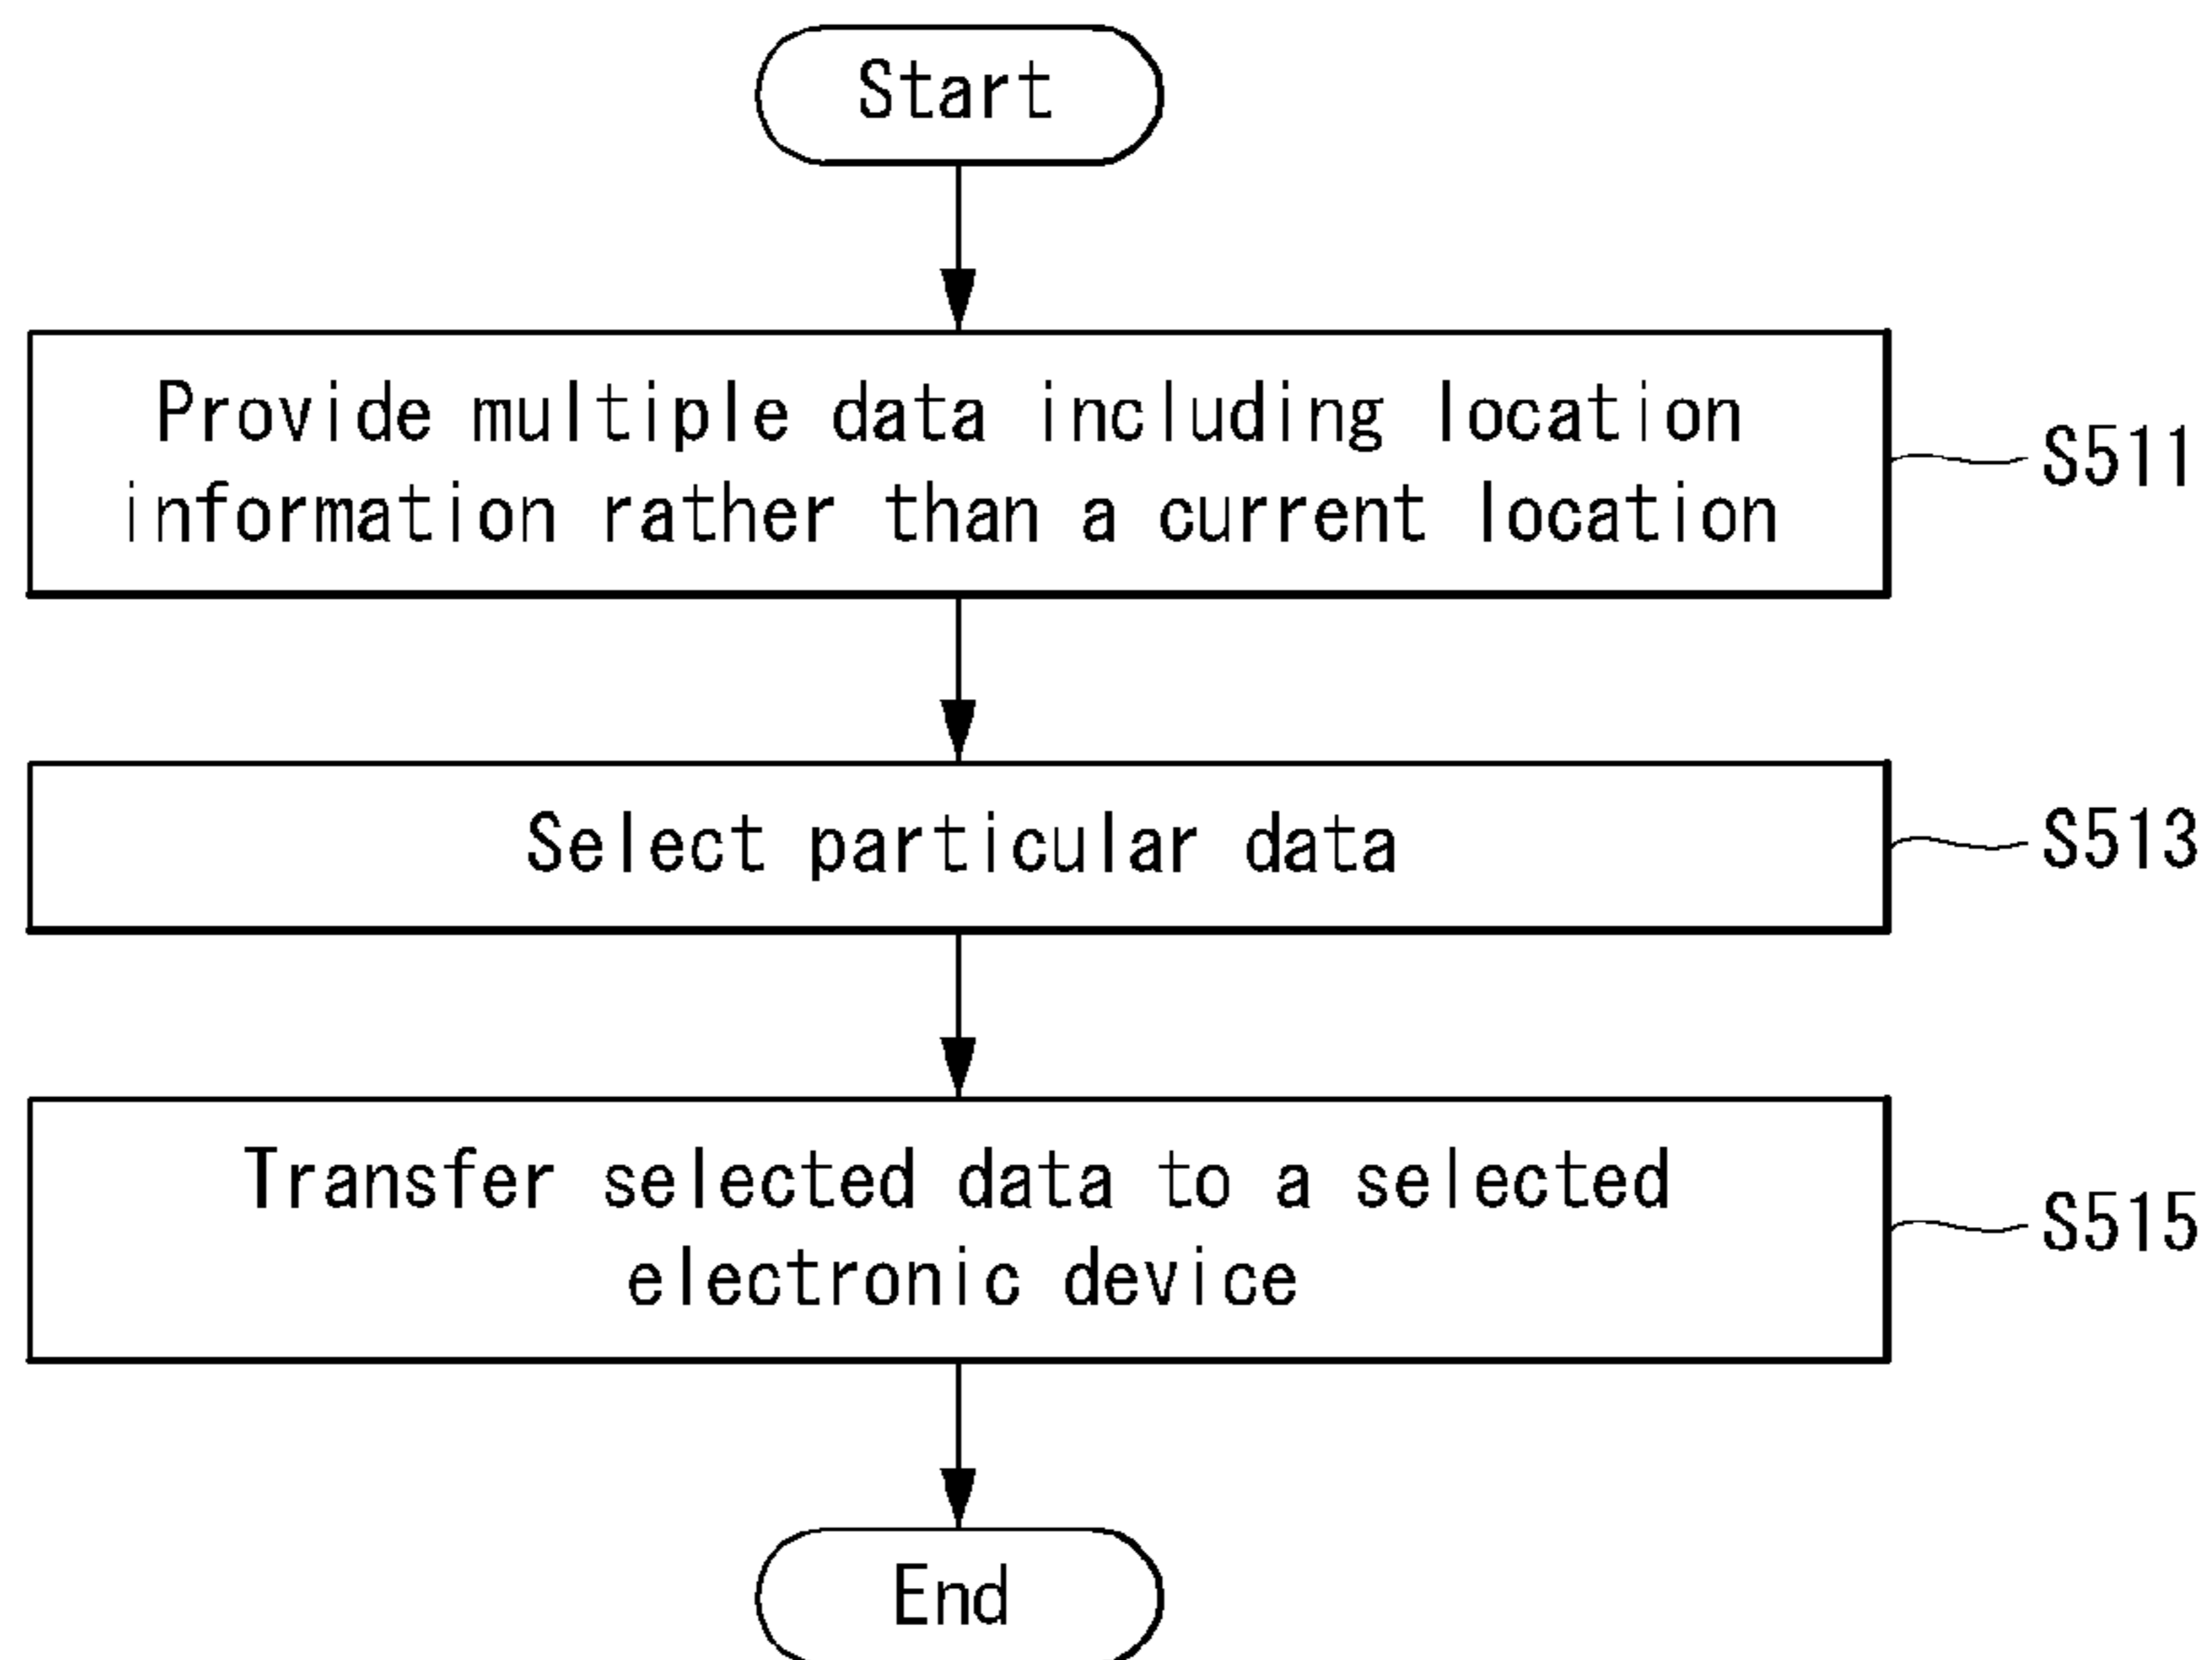 Start
Provide multiple data including location
information rather than a current location
S511
Select particular data
S513
Transfer selected data to a selected
electronic device
S515
End